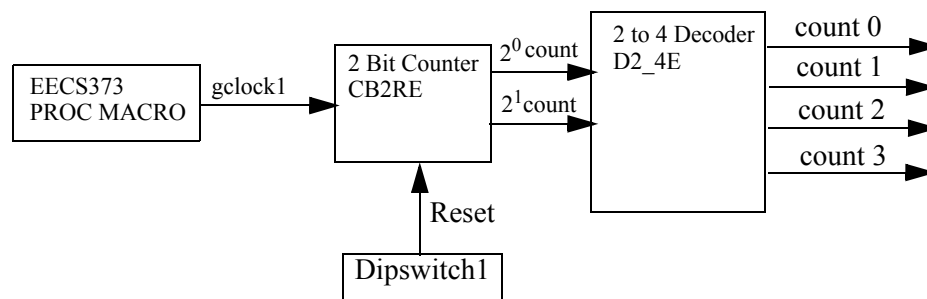 EECS373
PROC MACRO
gclock1
2 Bit Counter
CB2RE
2⁰ count
2¹count
2 to 4 Decoder
D2_4E
count 0
count 1
count 2
count 3
Reset
Dipswitch1